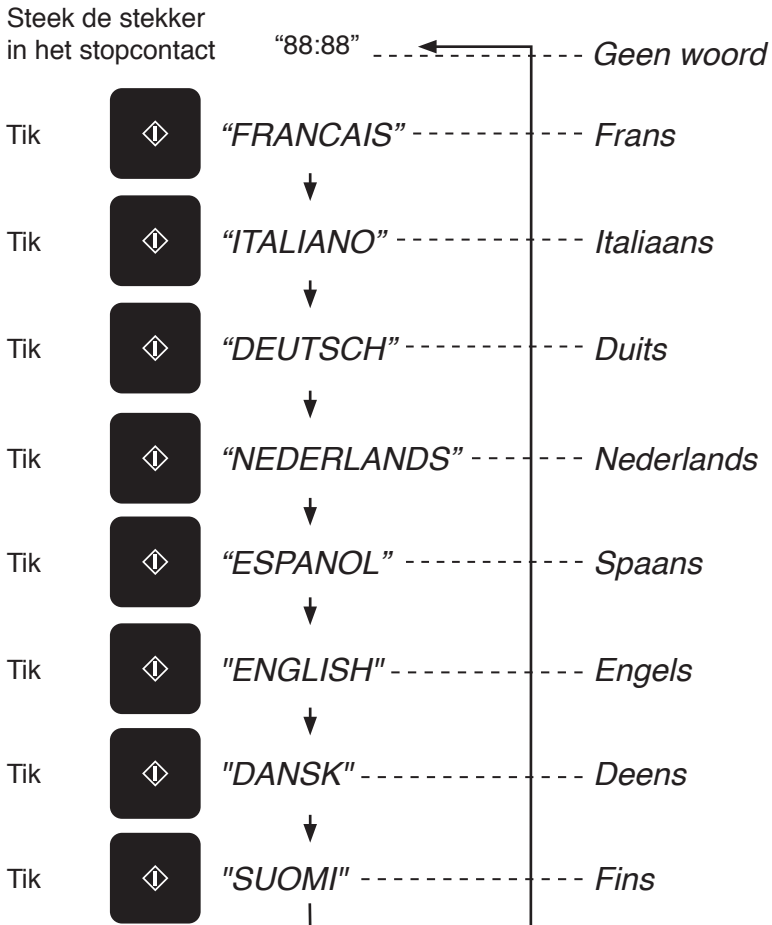 Steek de stekker
in het stopcontact “88:88” Geen woord
Tik “FRANCAIS” Frans
Tik “ITALIANO” Italiaans
Tik “DEUTSCH” Duits
Tik “NEDERLANDS” Nederlands
Tik “ESPANOL” Spaans
Tik "ENGLISH" Engels
Tik "DANSK" Deens
Tik "SUOMI" Fins